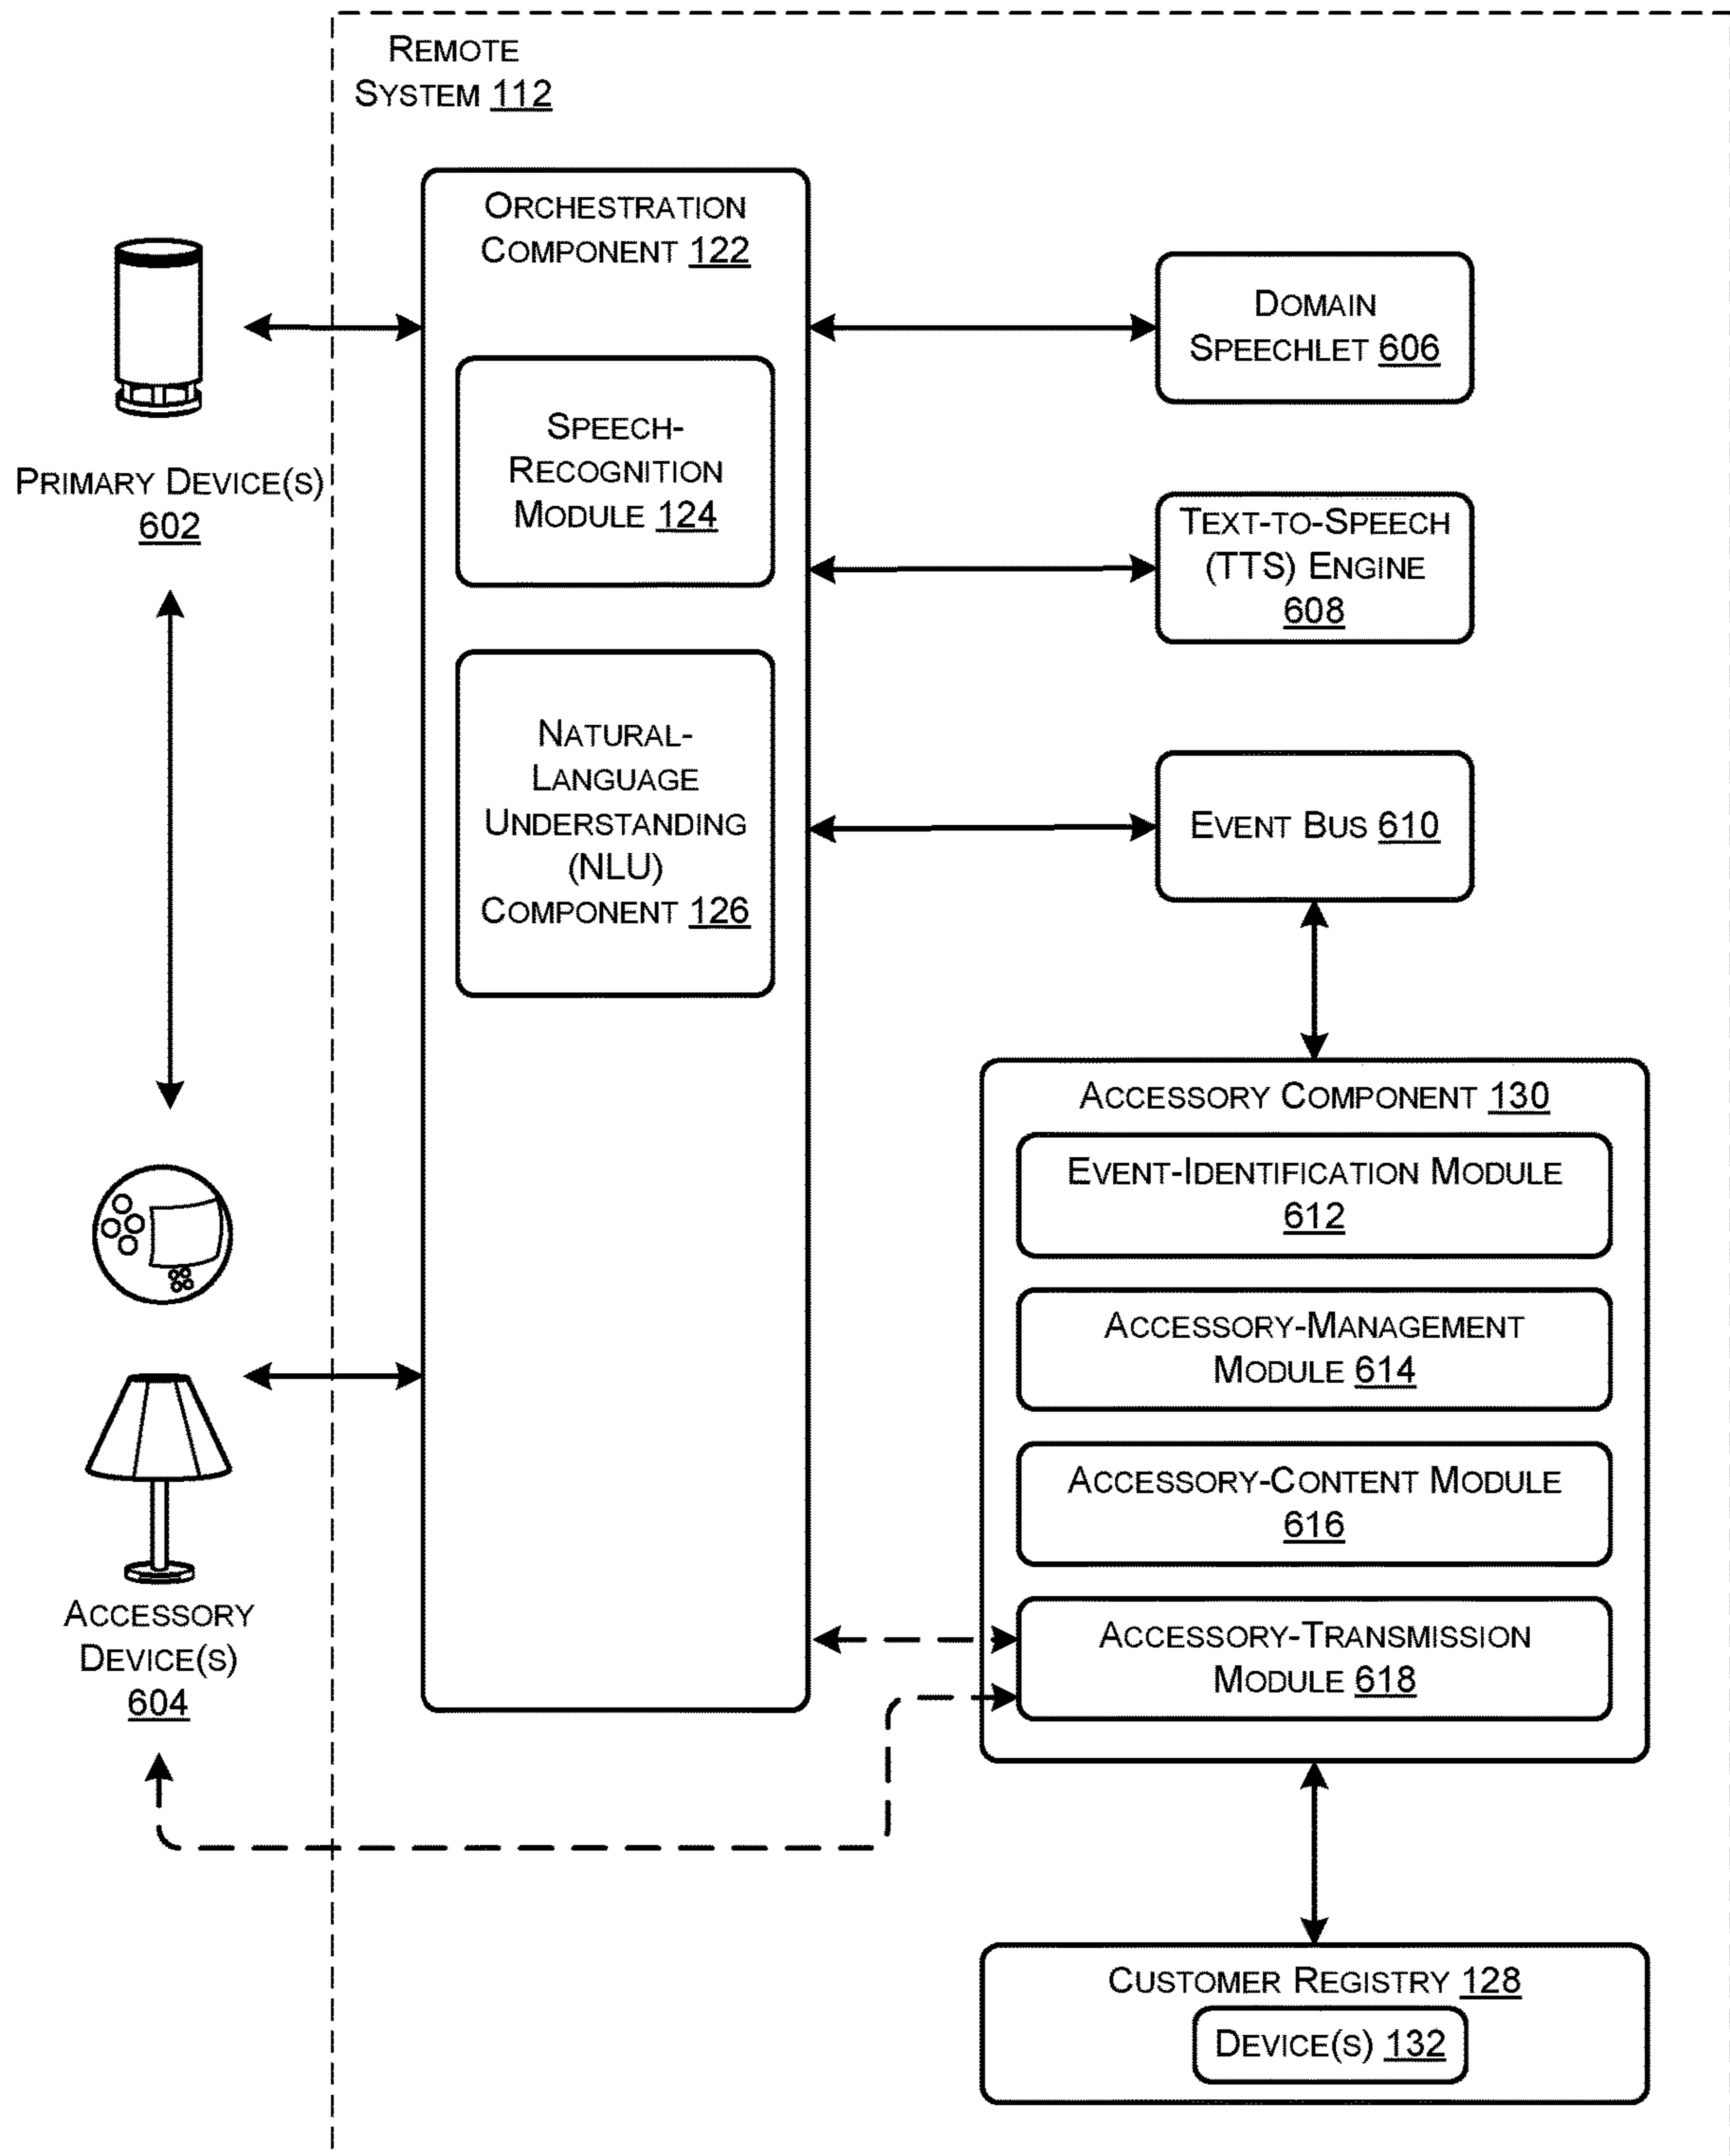 REMOTE
SYSTEM 112
ORCHESTRATION
COMPONENT 122
SPEECH-
RECOGNITION
MODULE 124
NATURAL-
LANGUAGE
UNDERSTANDING
(NLU)
COMPONENT 126
PRIMARY DEVICE(S)
602
ACCESSORY
DEVICE(S)
604
DOMAIN
SPEECHLET 606
TEXT-TO-SPEECH
(TTS) ENGINE
608
EVENT BUS 610
ACCESSORY COMPONENT 130
EVENT-IDENTIFICATION MODULE
612
ACCESSORY-MANAGEMENT
MODULE 614
ACCESSORY-CONTENT MODULE
616
ACCESSORY-TRANSMISSION
MODULE 618
CUSTOMER REGISTRY 128
DEVICE(S) 132